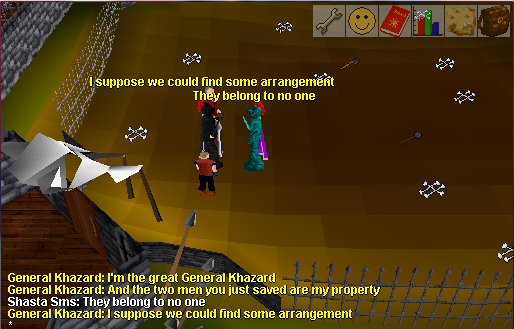 I suppose we could find some arrangement
They belong to no one
General Khazard: I'm the great General Khazard
General Khazard: And the two men you just saved are my property
Shasta Sms: They belong to no one
General Khazard: I suppose we could find some arrangement
*